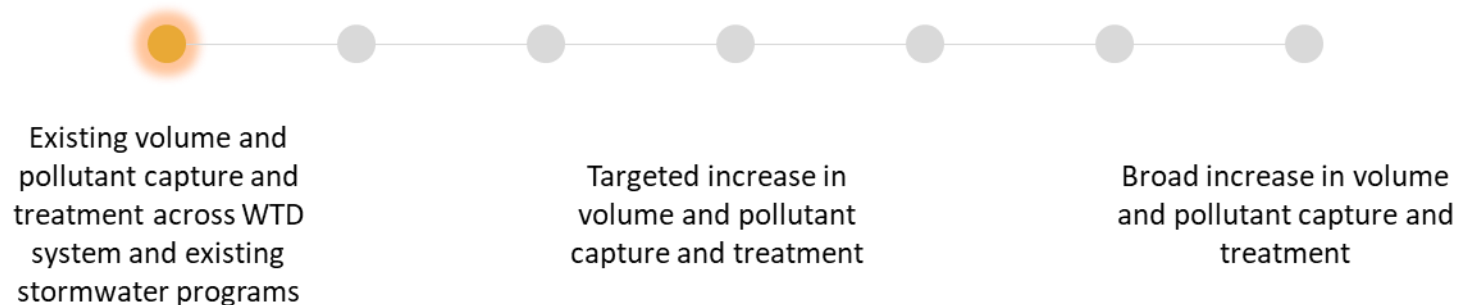 Existing volume and
pollutant capture and
treatment across WTD
system and existing
stormwater programs
Targeted increase in
volume and pollutant
capture and treatment
Broad increase in volume
and pollutant capture and
treatment